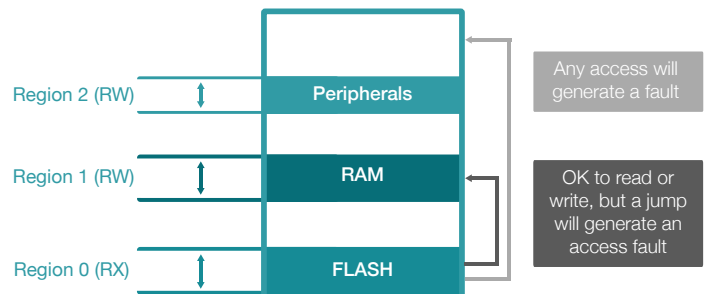 Region 2 (RW)
Peripherals
Any access will
generate a fault
Region 1 (RW)
RAM
OK to read or
write, but a jump
will generate an
access fault
Region 0 (RX)
FLASH